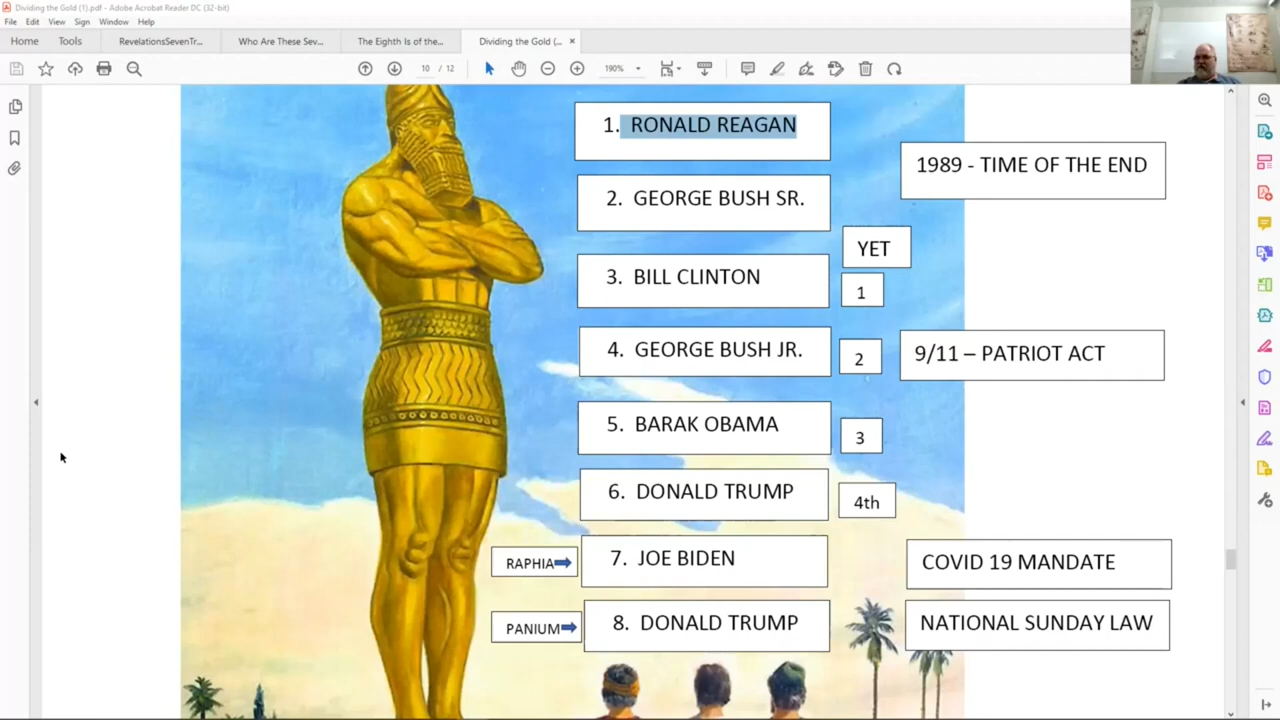 Dividing the Gold (1).pdf - Adobe Acrobat Reader DC (32-bit)
File Edit View Sign Window Help
Home Tools RevelationsSevenTr... Who Are These Sev... The Eighth Is of the... Dividing the Gold (... ×
10 / 12 190%
1. RONALD REAGAN
1989 - TIME OF THE END
2. GEORGE BUSH SR.
YET
3. BILL CLINTON
1
4. GEORGE BUSH JR.
2
9/11 – PATRIOT ACT
5. BARAK OBAMA
3
6. DONALD TRUMP
4th
RAPHIA
7. JOE BIDEN
COVID 19 MANDATE
PANIUM
8. DONALD TRUMP
NATIONAL SUNDAY LAW